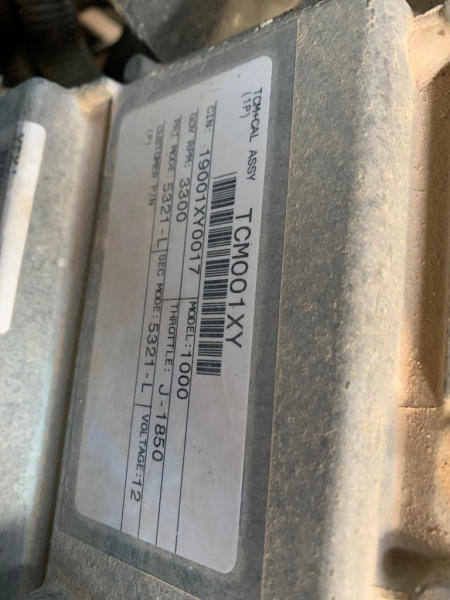 TCM+CAL ASSY
(1P) TCM001XY
CIN: 19001XY0017 MODEL:1000
GOV RPM: 3300 THROTTLE: J-1850
PRI MODE:5321-L SEC MODE:5321-L VOLTAGE:12
CUSTOMER P/N
(P)